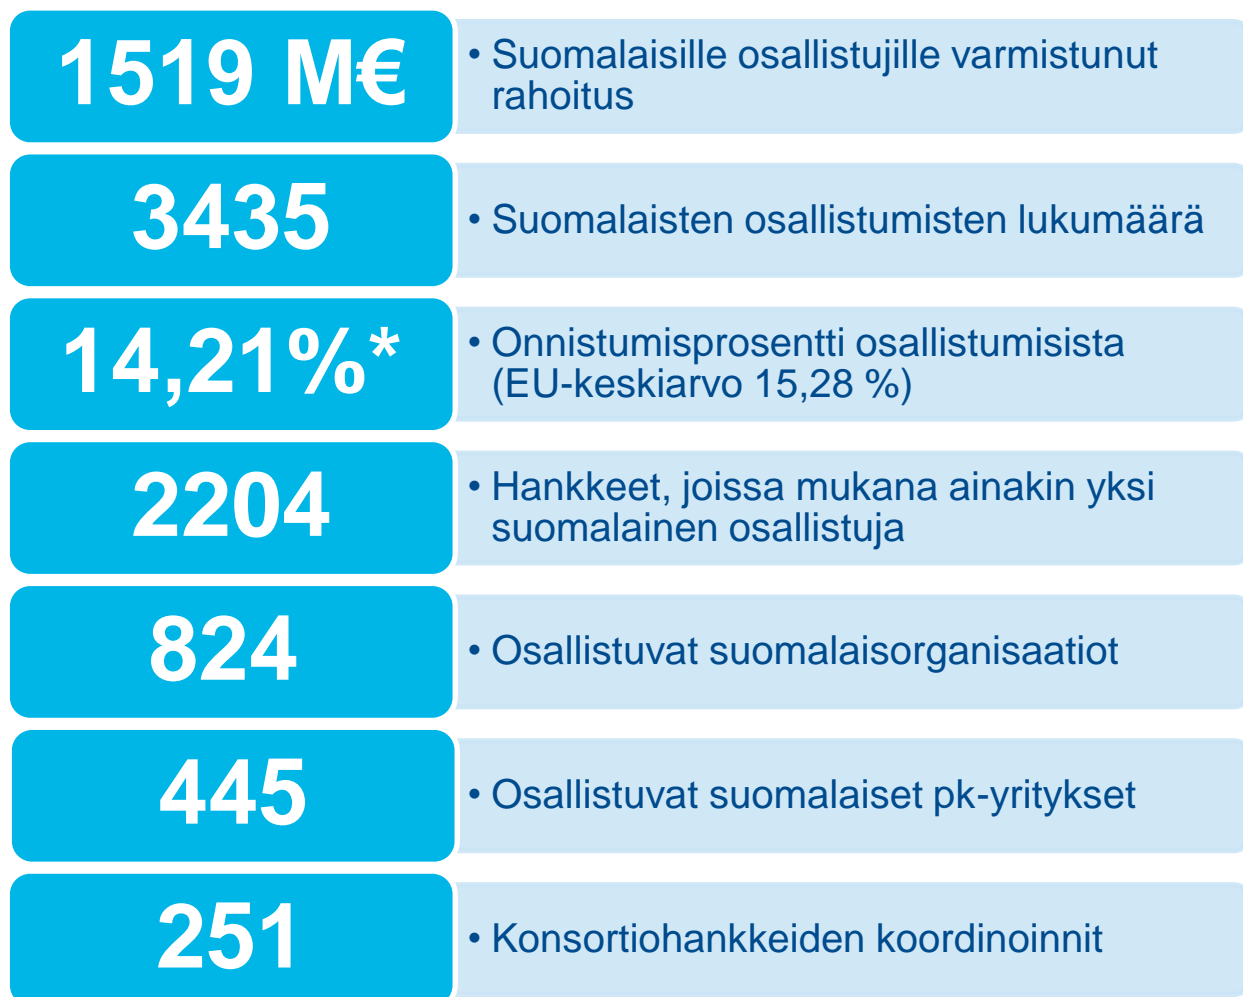 1519 M€
• Suomalaisille osallistujille varmistunut
rahoitus
3435
• Suomalaisten osallistumisten lukumäärä
14,21%*
• Onnistumisprosentti osallistumisista
(EU-keskiarvo 15,28 %)
2204
• Hankkeet, joissa mukana ainakin yksi
suomalainen osallistuja
824
• Osallistuvat suomalaisorganisaatiot
445
• Osallistuvat suomalaiset pk-yritykset
251
• Konsortiohankkeiden koordinoinnit